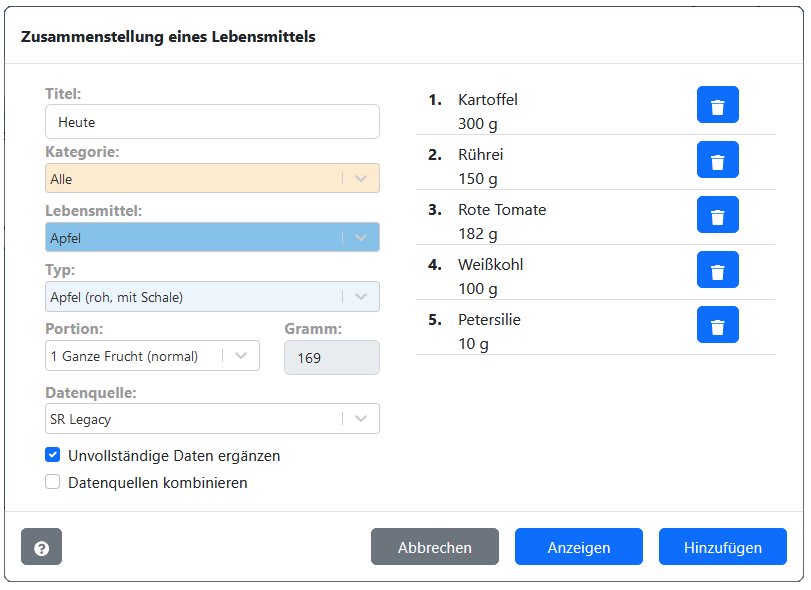 Zusammenstellung eines Lebensmittels
Titel:
Heute
Kategorie:
Alle
Lebensmittel:
Apfel
Typ:
Apfel (roh, mit Schale)
Portion:
Gramm:
1 Ganze Frucht (normal)
169
Datenquelle:
SR Legacy
Unvollständige Daten ergänzen
Datenquellen kombinieren
1. Kartoffel
300 g
2. Rührei
150 g
3. Rote Tomate
182 g
4. Weißkohl
100 g
5. Petersilie
10 g
?
Abbrechen
Anzeigen
Hinzufügen